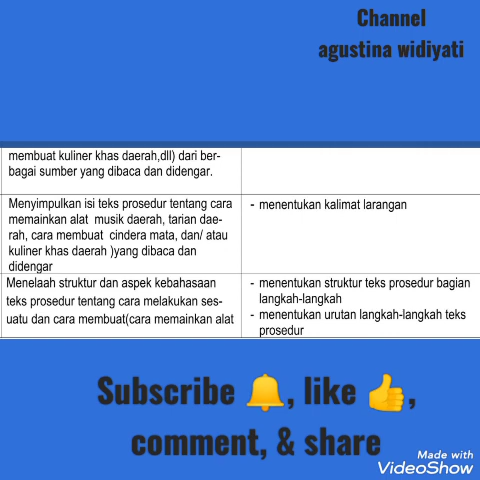 Channel
agustina widiyati
membuat kuliner khas daerah,dll) dari ber-
bagai sumber yang dibaca dan didengar.
Menyimpulkan isi teks prosedur tentang cara
memainkan alat musik daerah, tarian dae-
rah, cara membuat cindera mata, dan/ atau
kuliner khas daerah )yang dibaca dan
didengar
- menentukan kalimat larangan
Menelaah struktur dan aspek kebahasaan
teks prosedur tentang cara melakukan ses-
uatu dan cara membuat(cara memainkan alat
- menentukan struktur teks prosedur bagian
langkah-langkah
- menentukan urutan langkah-langkah teks
prosedur
Subscribe 🔔, like 👍,
comment, & share
Made with
VideoShow